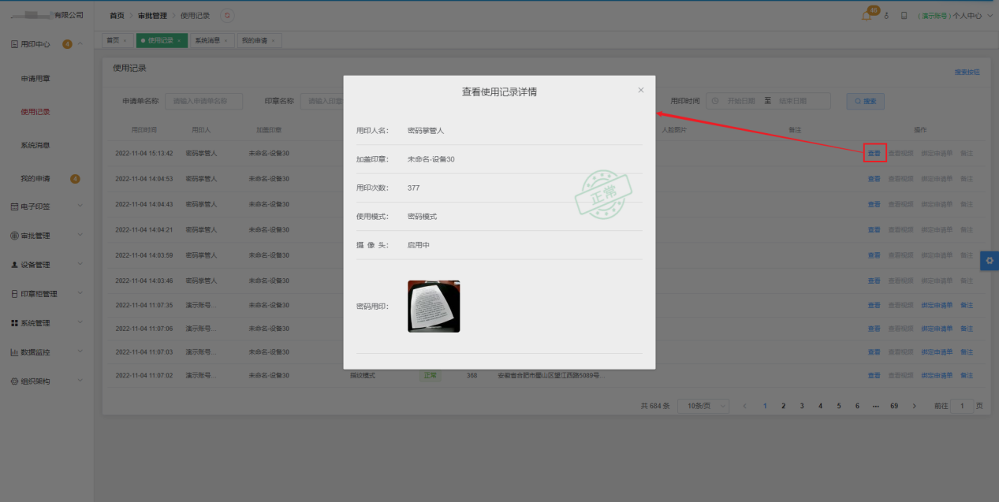 有限公司
首页 审批管理 使用记录
46
(演示账号) 个人中心
用印中心 4
申请用章
使用记录
系统消息
我的申请 4
电子印签
审批管理
设备管理
印章柜管理
系统管理
数据监控
组织架构
首页 × 使用记录 × 系统消息 × 我的申请 ×
使用记录
搜索按钮
申请单名称 请输入申请单名称 印章名称 请输入印章 用印时间 开始日期 至 结束日期 搜索
用印时间 用印人 加盖印章 人脸图片 备注 操作
2022-11-04 15:13:42 密码掌管人 未命名-设备30 查看 查看视频 绑定申请单 备注
2022-11-04 14:04:53 密码掌管人 未命名-设备30 查看 查看视频 绑定申请单 备注
2022-11-04 14:04:43 密码掌管人 未命名-设备30 查看 查看视频 绑定申请单 备注
2022-11-04 14:04:21 密码掌管人 未命名-设备30 查看 查看视频 绑定申请单 备注
2022-11-04 14:03:59 密码掌管人 未命名-设备30 查看 查看视频 绑定申请单 备注
2022-11-04 14:03:46 密码掌管人 未命名-设备30 查看 查看视频 绑定申请单 备注
2022-11-04 11:07:35 演示账号... 未命名-设备30 查看 查看视频 绑定申请单 备注
2022-11-04 11:07:06 演示账号... 未命名-设备30 查看 查看视频 绑定申请单 备注
2022-11-04 11:07:03 演示账号... 未命名-设备30 查看 查看视频 绑定申请单 备注
2022-11-04 11:07:02 演示账号... 未命名-设备30 指纹模式 正常 368 安徽省合肥市蜀山区望江西路5089号... 查看 查看视频 绑定申请单 备注
共 684 条 10条/页 1 2 3 4 5 6 ... 69 前往 1 页
查看使用记录详情
用印人名: 密码掌管人
加盖印章: 未命名-设备30
用印次数: 377
正常
使用模式: 密码模式
摄 像 头: 启用中
密码用印: